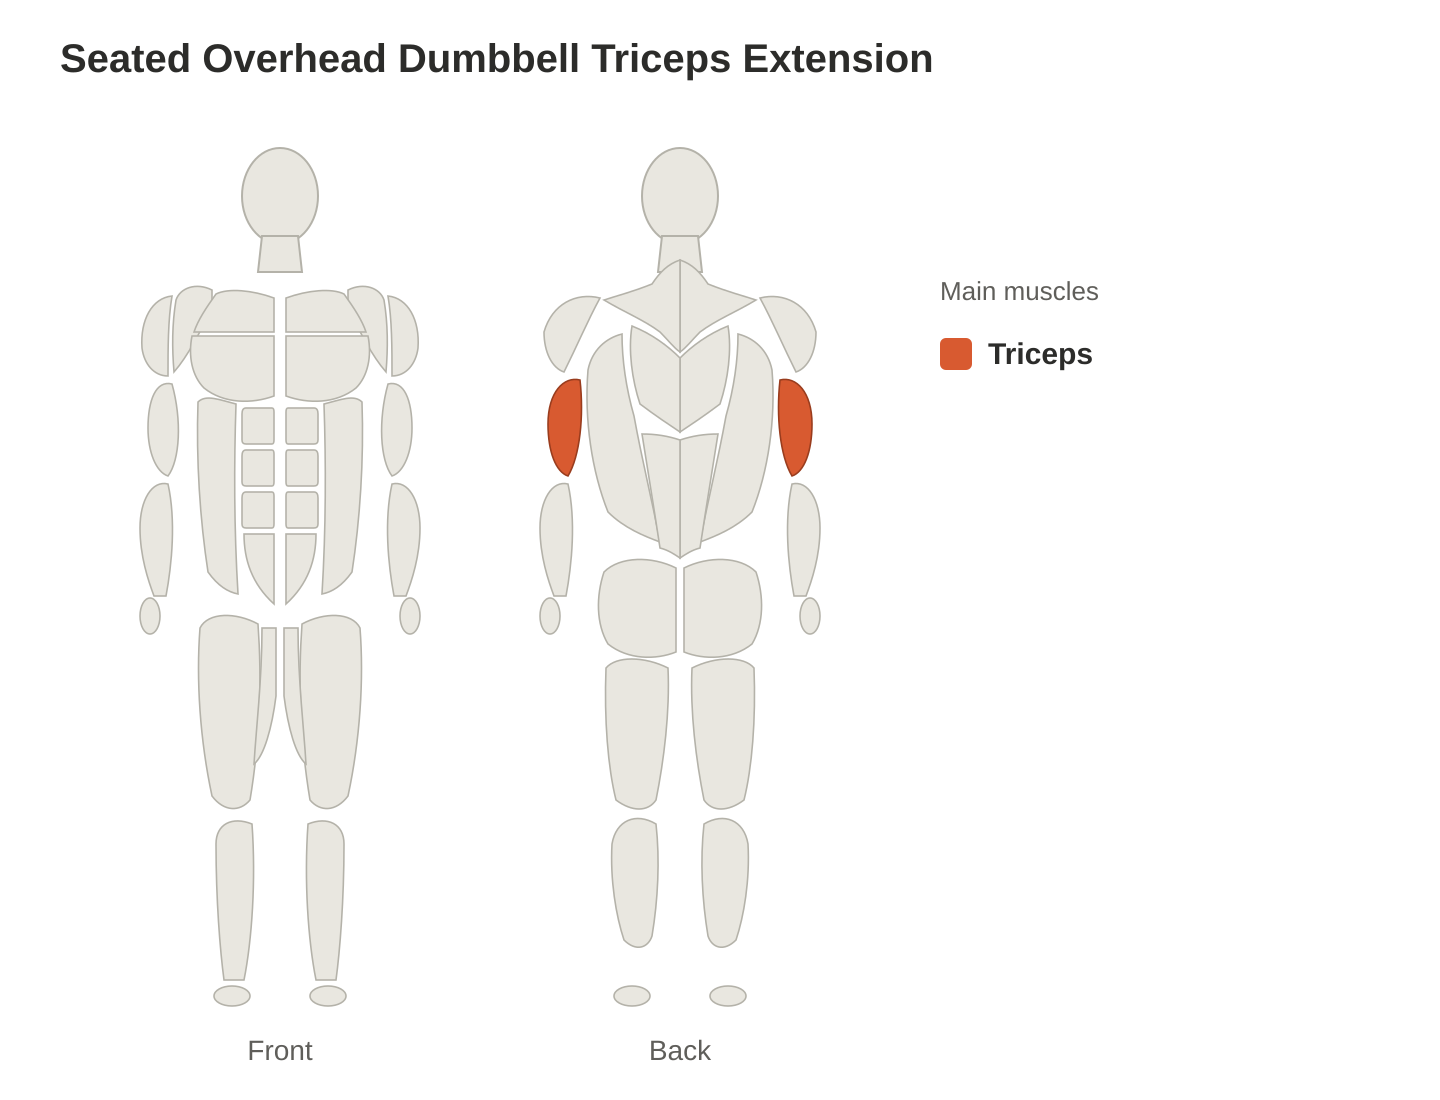 Seated Overhead Dumbbell Triceps Extension
Main muscles
Triceps
Front
Back